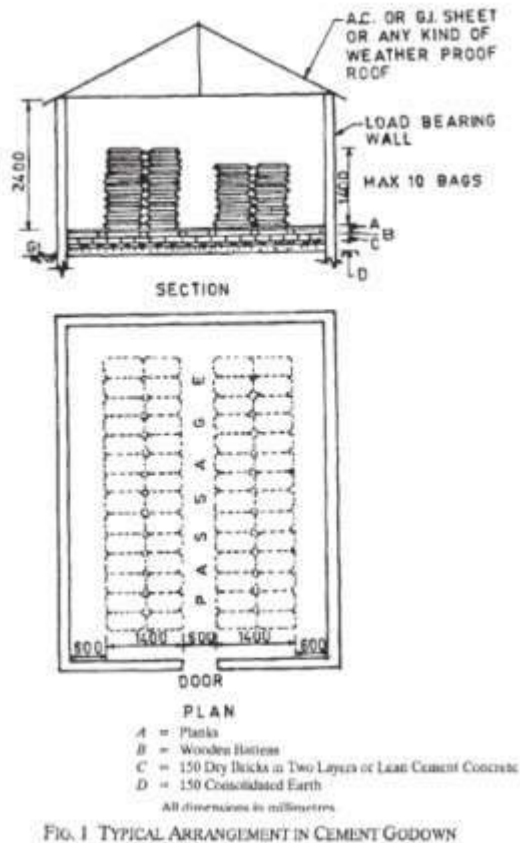 A.C. OR G.I. SHEET
OR ANY KIND OF
WEATHER PROOF
ROOF
LOAD BEARING
WALL
2400
1400
MAX 10 BAGS
A
B
C
D
SECTION
PASSAGE
600
1400
600
1400
600
DOOR
PLAN
A = Planks
B = Wooden Battens
C = 150 Dry Bricks in Two Layers or Lean Cement Concrete
D = 150 Consolidated Earth
All dimensions in millimetres.
FIG. 1 TYPICAL ARRANGEMENT IN CEMENT GODOWN